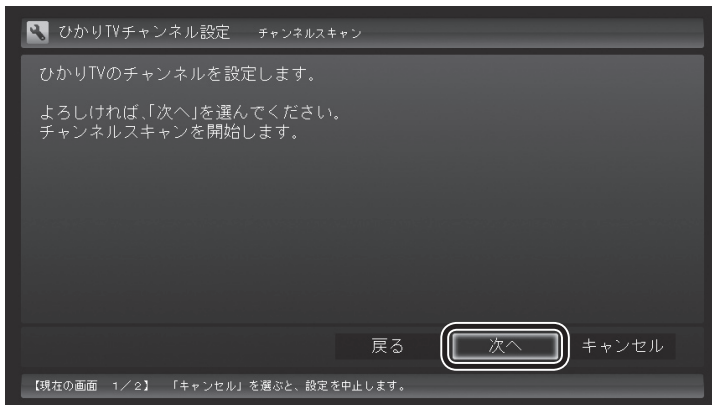 ひかりTVチャンネル設定 チャンネルスキャン
ひかりTVのチャンネルを設定します。
よろしければ、「次へ」を選んでください。
チャンネルスキャンを開始します。
戻る 次へ キャンセル
【現在の画面 1／2】 「キャンセル」を選ぶと、設定を中止します。